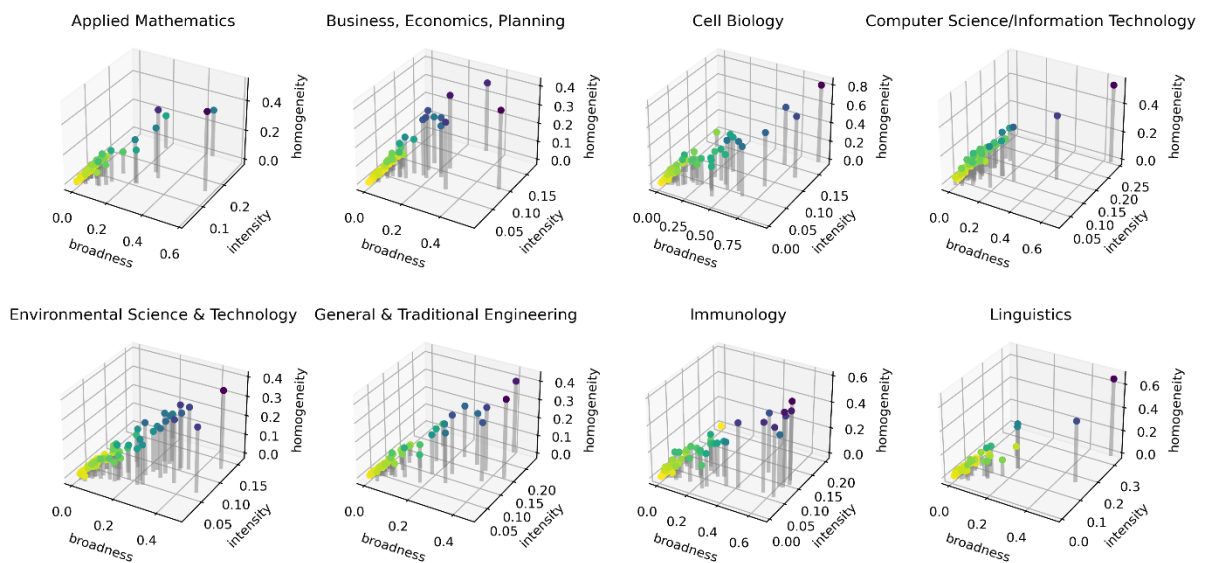 Applied Mathematics
0.4
0.2
0.0
homogeneity
0.0
0.2
0.4
0.6
broadness
0.1
0.2
intensity
Business, Economics, Planning
0.4
0.3
0.2
0.1
0.0
homogeneity
0.0
0.2
0.4
broadness
0.05
0.10
0.15
intensity
Cell Biology
0.8
0.6
0.4
0.2
0.0
homogeneity
0.00
0.25
0.50
0.75
broadness
0.00
0.05
0.10
0.15
intensity
Computer Science/Information Technology
0.4
0.2
0.0
homogeneity
0.0
0.2
0.4
0.6
broadness
0.05
0.10
0.15
0.20
0.25
intensity
Environmental Science & Technology
0.4
0.3
0.2
0.1
0.0
homogeneity
0.0
0.2
0.4
broadness
0.05
0.10
0.15
intensity
General & Traditional Engineering
0.4
0.3
0.2
0.1
0.0
homogeneity
0.0
0.2
0.4
broadness
0.05
0.10
0.15
0.20
intensity
Immunology
0.6
0.4
0.2
0.0
homogeneity
0.0
0.2
0.4
0.6
broadness
0.00
0.05
0.10
0.15
0.20
intensity
Linguistics
0.6
0.4
0.2
0.0
homogeneity
0.0
0.2
0.4
broadness
0.0
0.1
0.2
0.3
intensity